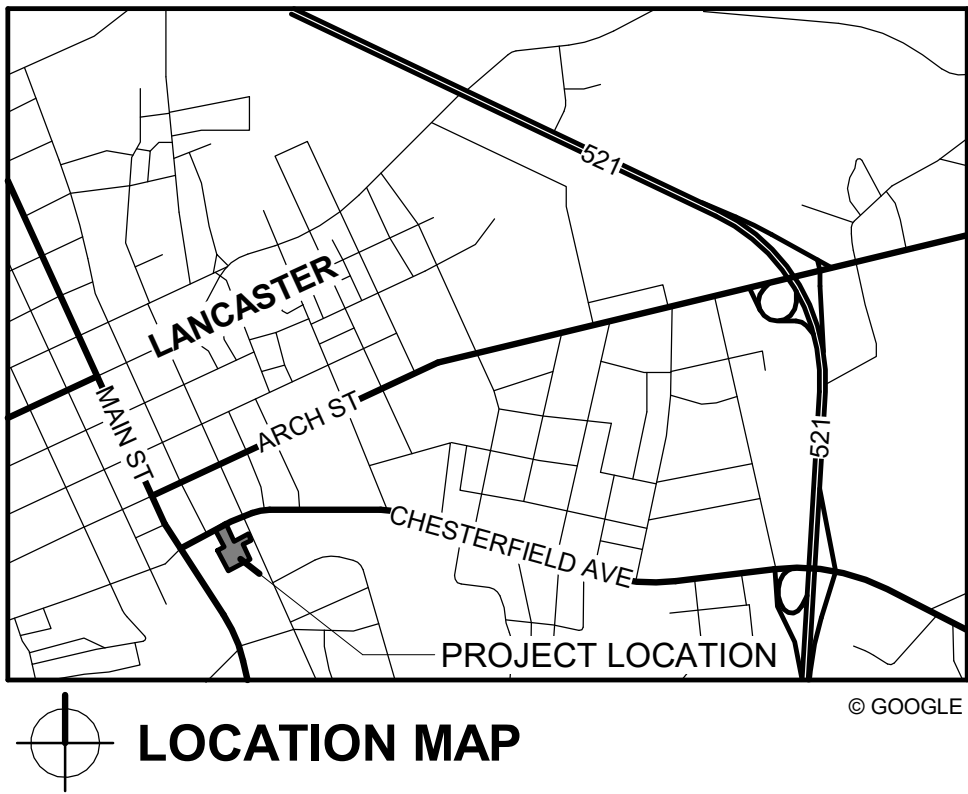 521
LANCASTER
MAIN ST
ARCH ST
521
CHESTERFIELD AVE
PROJECT LOCATION
© GOOGLE
LOCATION MAP